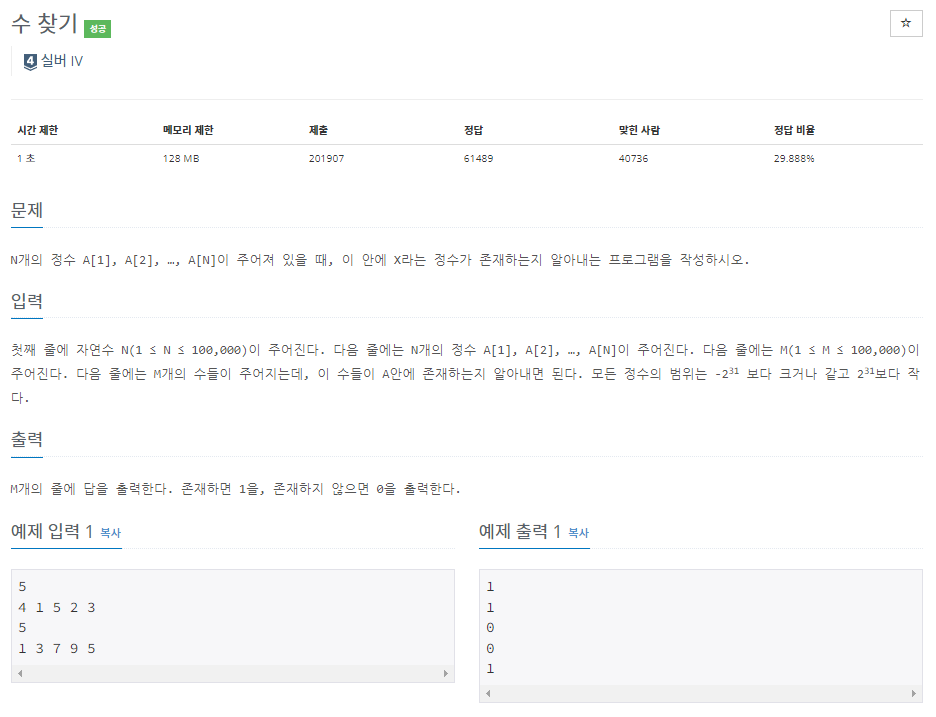 수 찾기 성공
☆
4 실버 IV
시간 제한 메모리 제한 제출 정답 맞힌 사람 정답 비율
1 초 128 MB 201907 61489 40736 29.888%
문제
N개의 정수 A[1], A[2], …, A[N]이 주어져 있을 때, 이 안에 X라는 정수가 존재하는지 알아내는 프로그램을 작성하시오.
입력
첫째 줄에 자연수 N(1 ≤ N ≤ 100,000)이 주어진다. 다음 줄에는 N개의 정수 A[1], A[2], …, A[N]이 주어진다. 다음 줄에는 M(1 ≤ M ≤ 100,000)이
주어진다. 다음 줄에는 M개의 수들이 주어지는데, 이 수들이 A안에 존재하는지 알아내면 된다. 모든 정수의 범위는 -2³¹ 보다 크거나 같고 2³¹보다 작
다.
출력
M개의 줄에 답을 출력한다. 존재하면 1을, 존재하지 않으면 0을 출력한다.
예제 입력 1 복사
5
4 1 5 2 3
5
1 3 7 9 5
예제 출력 1 복사
1
1
0
0
1